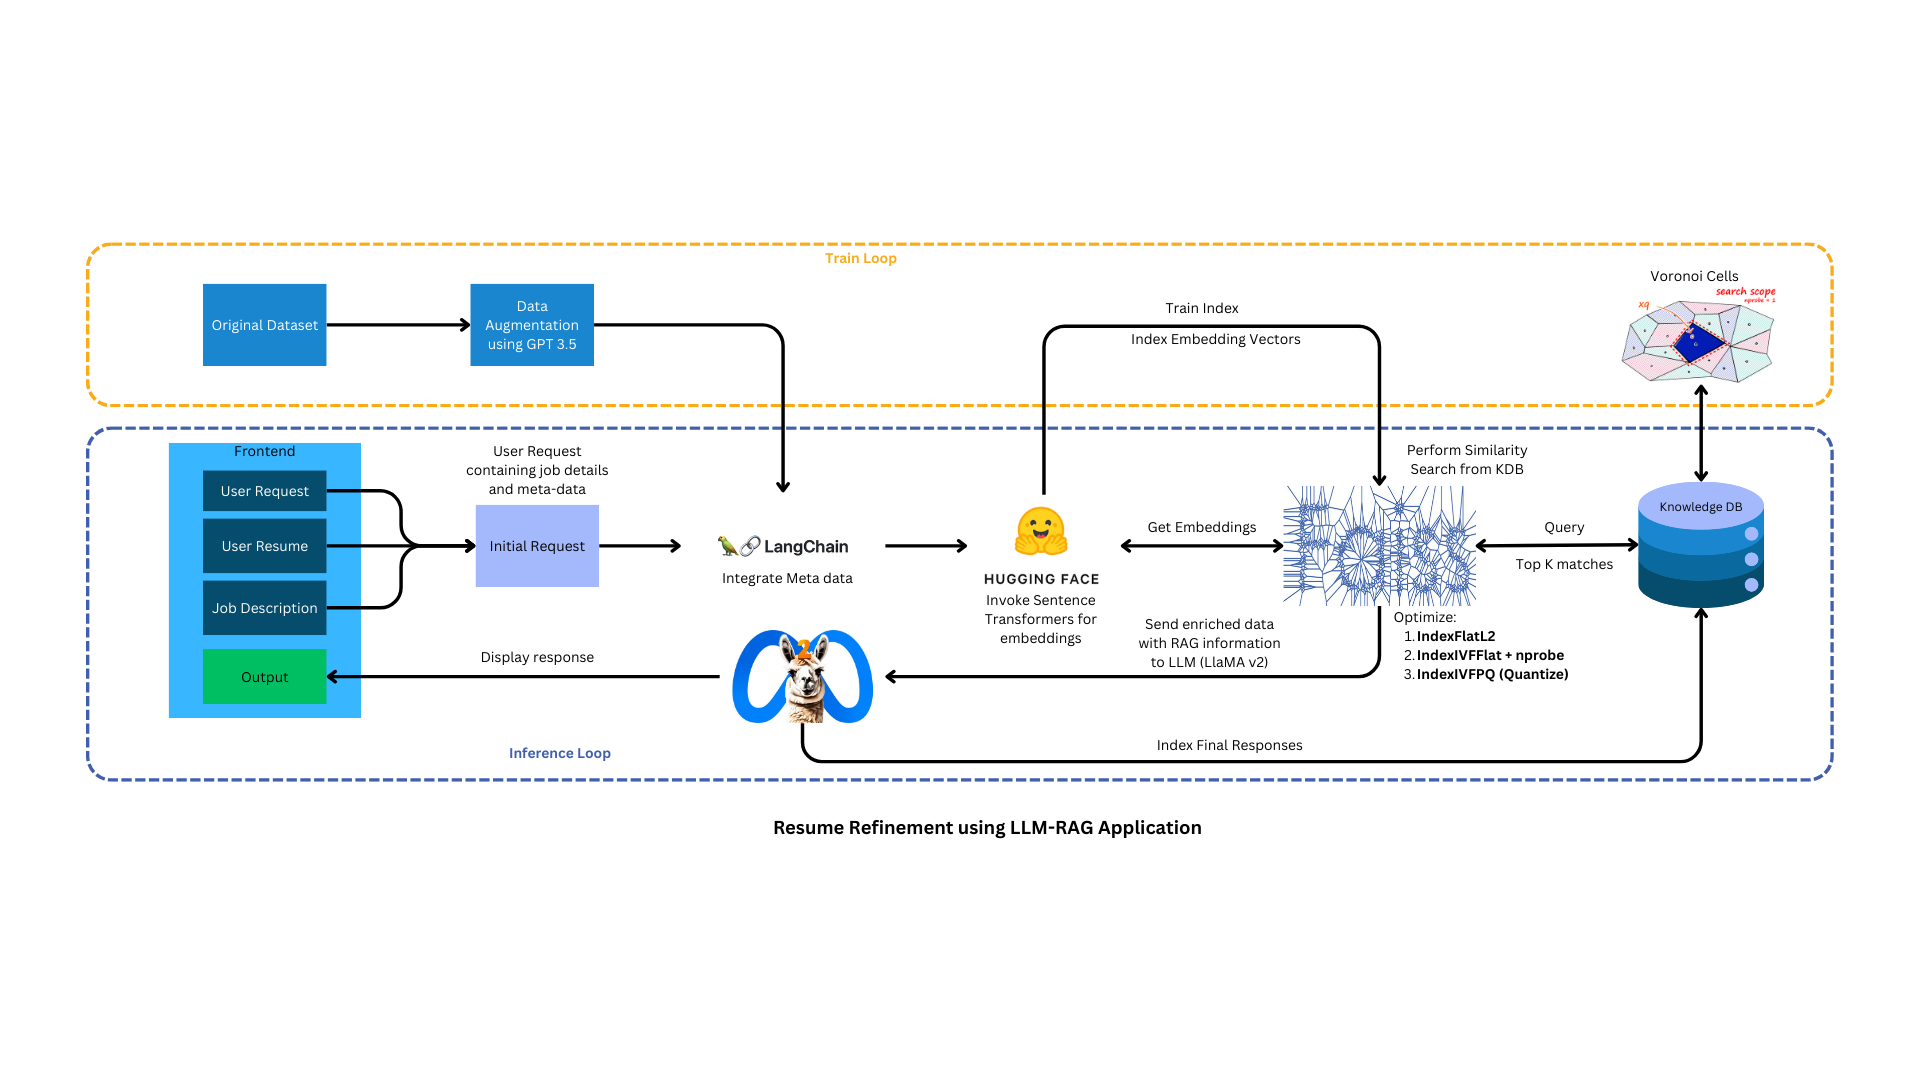 Train Loop
Original Dataset
Data
Augmentation
using GPT 3.5
Train Index
Index Embedding Vectors
Voronoi Cells
search scope
nprobe = 1
xq
Frontend
User Request
User Resume
Job Description
Output
User Request
containing job details
and meta-data
Initial Request
LangChain
Integrate Meta data
HUGGING FACE
Invoke Sentence
Transformers for
embeddings
Get Embeddings
Perform Similarity
Search from KDB
Query
Top K matches
Knowledge DB
Optimize:
1. IndexFlatL2
2. IndexIVFFlat + nprobe
3. IndexIVFPQ (Quantize)
Send enriched data
with RAG information
to LLM (LlaMA v2)
2
Display response
Index Final Responses
Inference Loop
Resume Refinement using LLM-RAG Application